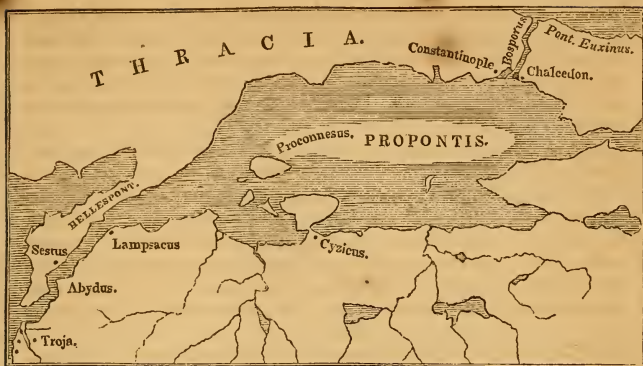 THRACIA.
Constantinople.
Bosporus
Pont. Euxinus.
Chalcedon.
Proconnesus.
PROPONTIS.
HELLESPONT.
Sestus.
Lampsacus
Cyzicus.
Abydus.
Troja.